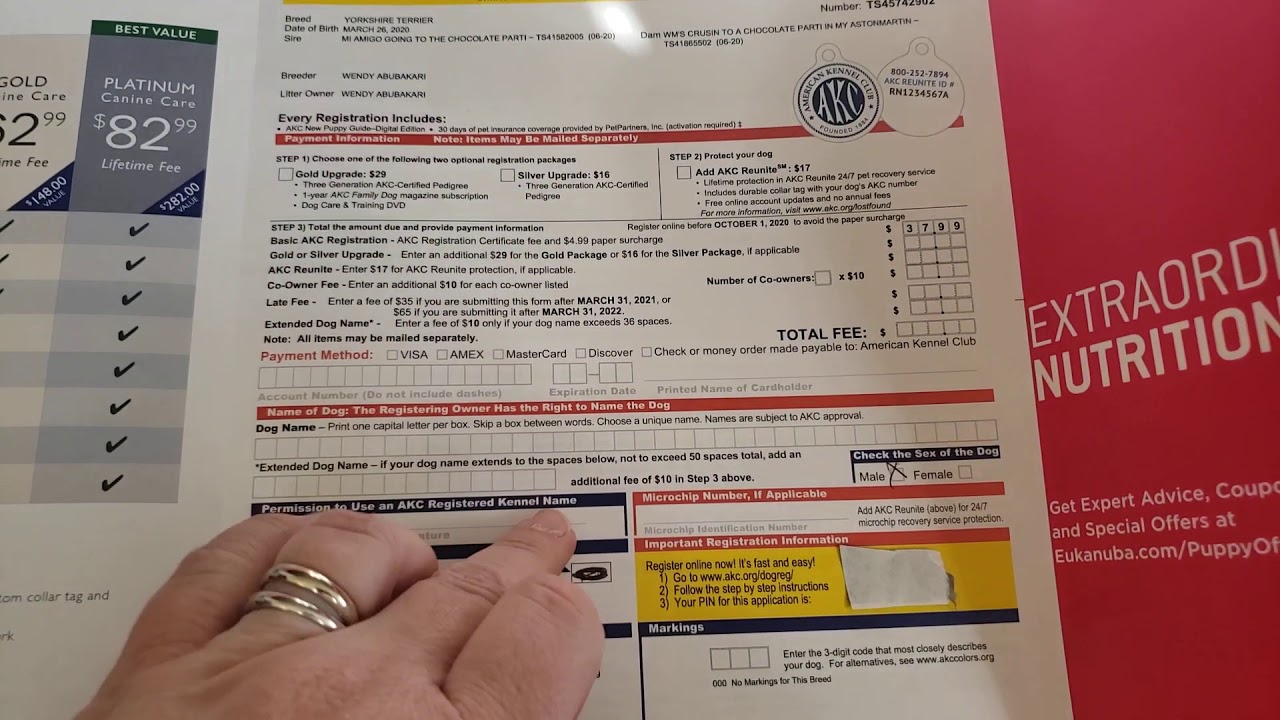 BEST VALUE
GOLD
PLATINUM
Canine Care
$82 99
Lifetime Fee
$148.00 VALUE
$282.00 VALUE
Number: TS45742902
Breed YORKSHIRE TERRIER
Date of Birth MARCH 26, 2020
Sire MI AMIGO GOING TO THE CHOCOLATE PARTI - TS41582005 (06-20)
Dam WM'S CRUSIN TO A CHOCOLATE PARTI IN MY ASTONMARTIN -
TS41865502 (06-20)
Breeder WENDY ABUBAKARI
Litter Owner WENDY ABUBAKARI
AMERICAN KENNEL CLUB
AKC
FOUNDED 1884
800-252-7894
AKC REUNITE ID #
RN1234567A
Every Registration Includes:
• AKC New Puppy Guide–Digital Edition • 30 days of pet insurance coverage provided by PetPartners, Inc. (activation required) ‡
Payment Information Note: Items May Be Mailed Separately
STEP 1) Choose one of the following two optional registration packages
Gold Upgrade: $29
• Three Generation AKC-Certified Pedigree
• 1-year AKC Family Dog magazine subscription
• Dog Care & Training DVD
Silver Upgrade: $16
• Three Generation AKC-Certified
Pedigree
STEP 2) Protect your dog
Add AKC Reunite℠: $17
• Lifetime protection in AKC Reunite 24/7 pet recovery service
• Includes durable collar tag with your dog's AKC number
• Free online account updates and no annual fees
For more information, visit www.akc.org/lostfound
STEP 3) Total the amount due and provide payment information
Register online before OCTOBER 1, 2020 to avoid the paper surcharge
Basic AKC Registration - AKC Registration Certificate fee and $4.99 paper surcharge $ 3 7 . 9 9
Gold or Silver Upgrade - Enter an additional $29 for the Gold Package or $16 for the Silver Package, if applicable $
AKC Reunite - Enter $17 for AKC Reunite protection, if applicable. $
Co-Owner Fee - Enter an additional $10 for each co-owner listed Number of Co-owners: x $10 $
Late Fee - Enter a fee of $35 if you are submitting this form after MARCH 31, 2021, or
$65 if you are submitting it after MARCH 31, 2022. $
Extended Dog Name* - Enter a fee of $10 only if your dog name exceeds 36 spaces. $
Note: All items may be mailed separately. TOTAL FEE: $
Payment Method: VISA AMEX MasterCard Discover Check or money order made payable to: American Kennel Club
Account Number (Do not include dashes) Expiration Date Printed Name of Cardholder
Name of Dog: The Registering Owner Has the Right to Name the Dog
Dog Name – Print one capital letter per box. Skip a box between words. Choose a unique name. Names are subject to AKC approval.
*Extended Dog Name – if your dog name extends to the spaces below, not to exceed 50 spaces total, add an
additional fee of $10 in Step 3 above.
Check the Sex of the Dog
Male X Female
Permission to Use an AKC Registered Kennel Name
Microchip Number, If Applicable
Add AKC Reunite (above) for 24/7
microchip recovery service protection.
Microchip Identification Number
Important Registration Information
Register online now! It's fast and easy!
1) Go to www.akc.org/dogreg/
2) Follow the step by step instructions
3) Your PIN for this application is:
Markings
Enter the 3-digit code that most closely describes
your dog. For alternatives, see www.akccolors.org
000 No Markings for This Breed
collar tag and
EXTRAORDI
NUTRITION
Get Expert Advice, Coupo
and Special Offers at
Eukanuba.com/PuppyOf